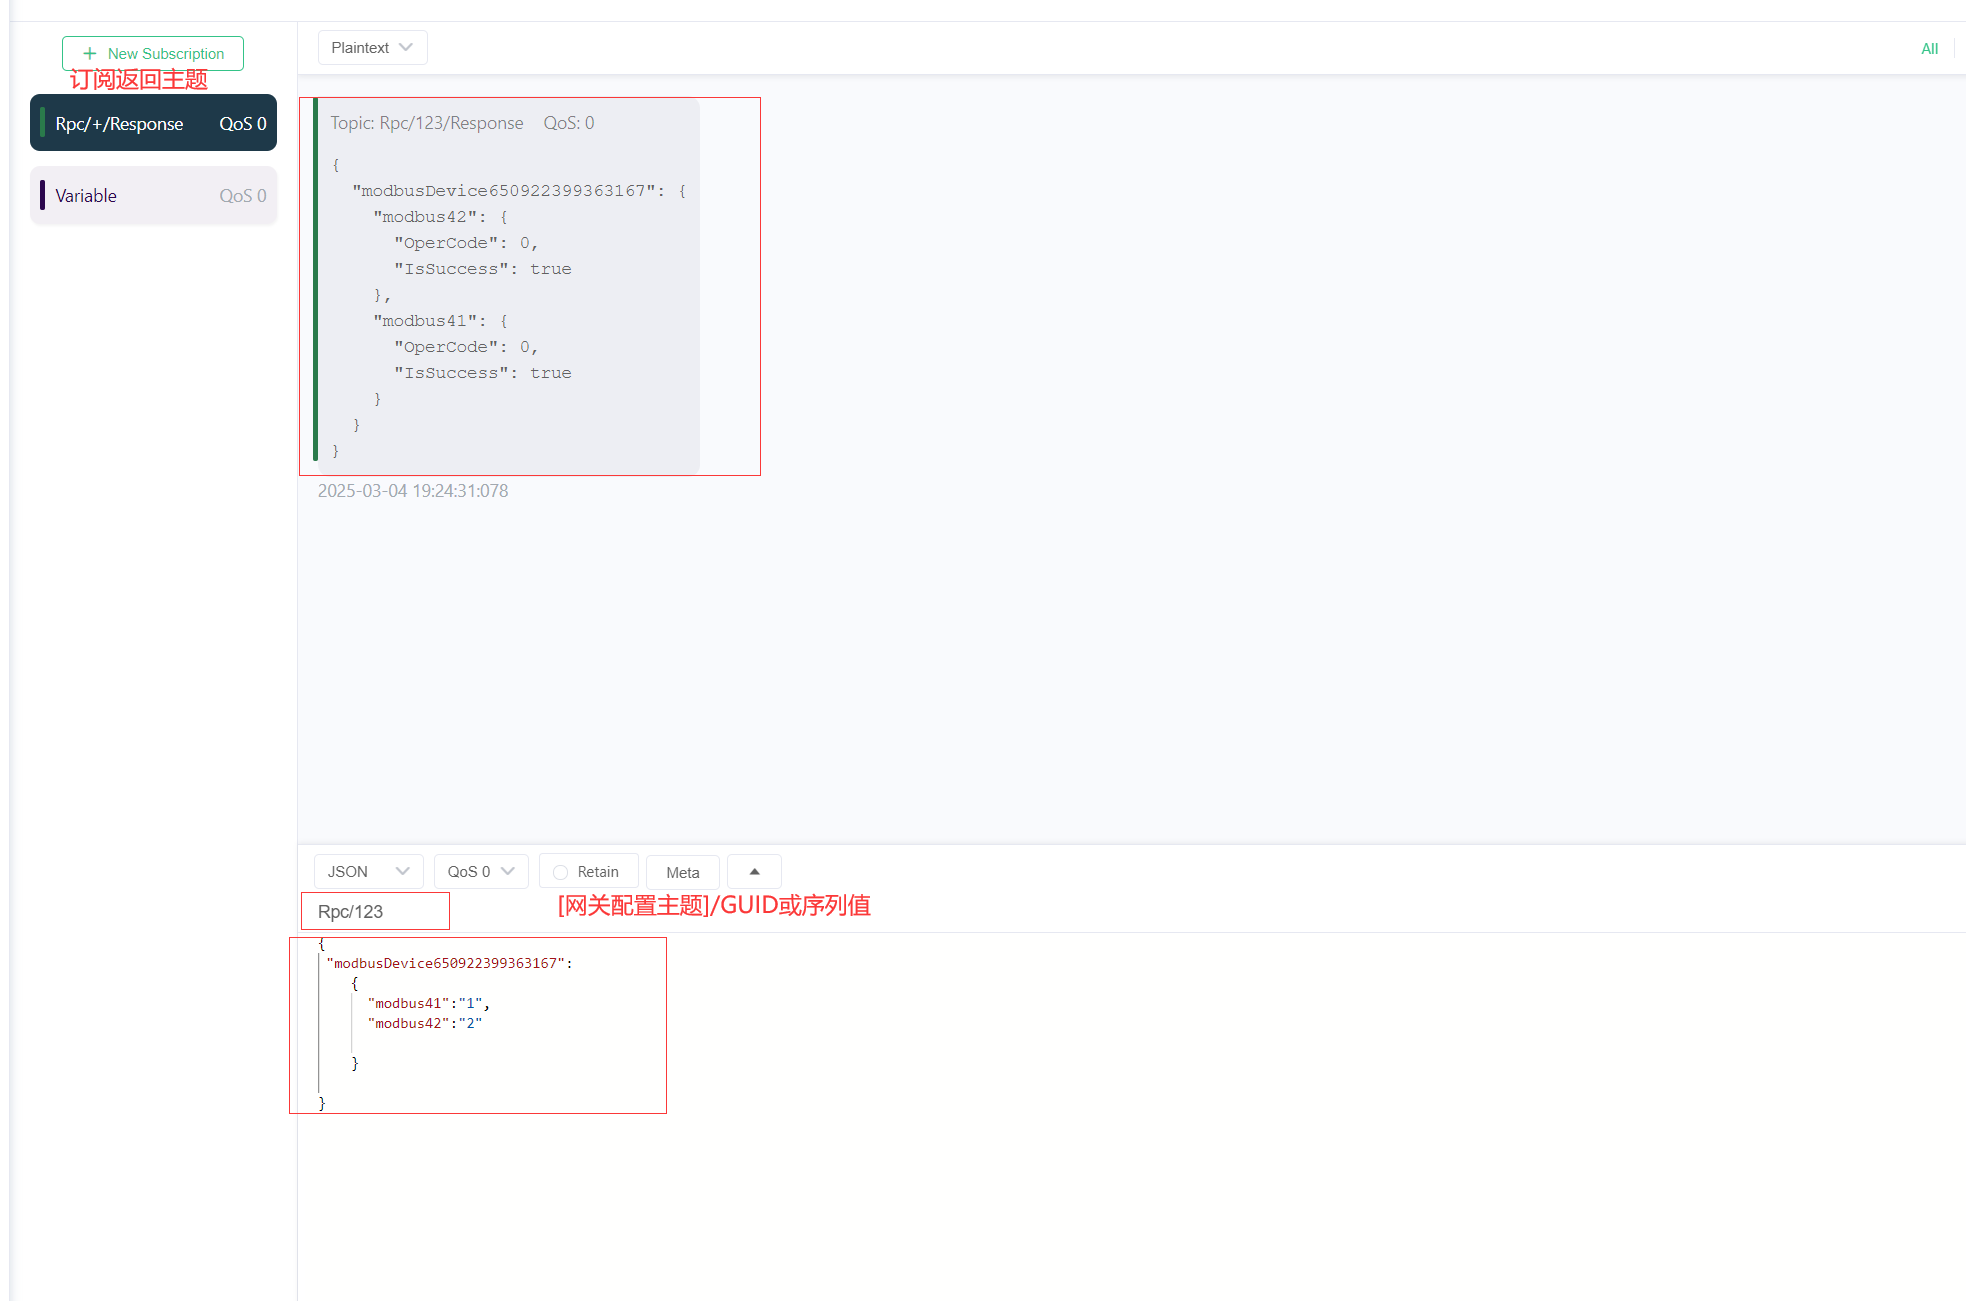 New Subscription
订阅返回主题
Rpc/+/Response QoS 0
Variable QoS 0
Plaintext
All
Topic: Rpc/123/Response QoS: 0
{
"modbusDevice650922399363167": {
"modbus42": {
"OperCode": 0,
"IsSuccess": true
},
"modbus41": {
"OperCode": 0,
"IsSuccess": true
}
}
}
2025-03-04 19:24:31:078
JSON QoS 0 Retain Meta
Rpc/123
[网关配置主题]/GUID或序列值
{
"modbusDevice650922399363167":
{
"modbus41":"1",
"modbus42":"2"
}
}